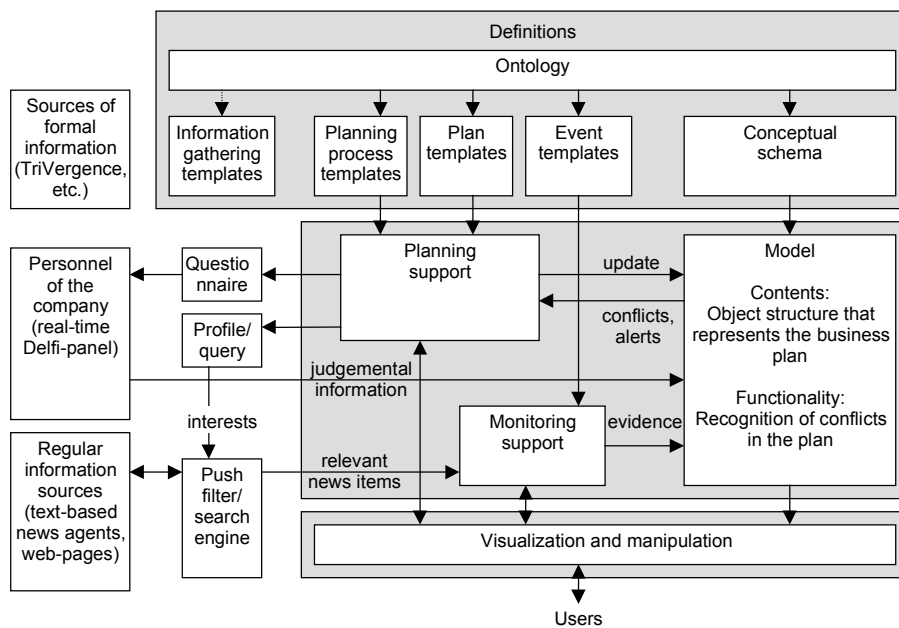 Definitions
Ontology
Sources of
formal
information
(TriVergence,
etc.)
Information
gathering
templates
Planning
process
templates
Plan
templates
Event
templates
Conceptual
schema
Personnel
of the
company
(real-time
Delfi-panel)
Questio
nnaire
Profile/
query
Planning
support
update
conflicts,
alerts
Model
Contents:
Object structure that
represents the business
plan
Functionality:
Recognition of conflicts
in the plan
judgemental
information
interests
Monitoring
support
evidence
Regular
information
sources
(text-based
news agents,
web-pages)
Push
filter/
search
engine
relevant
news items
Visualization and manipulation
Users